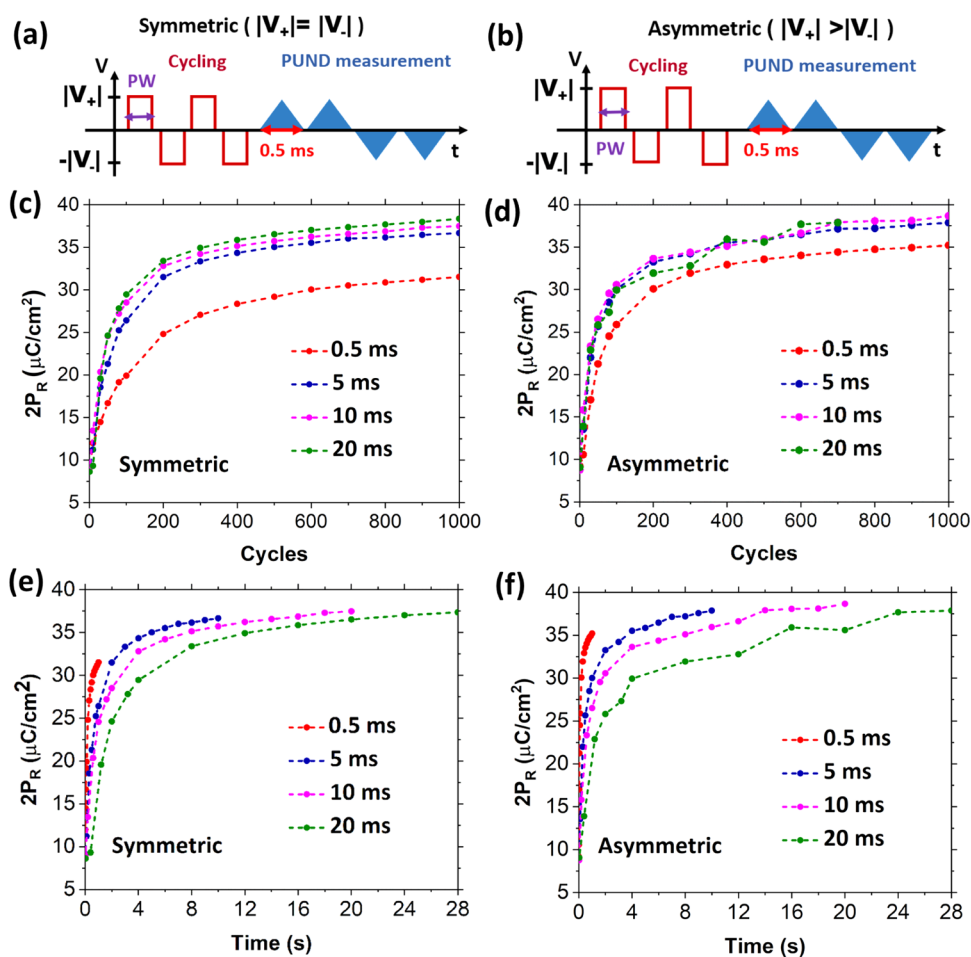 (a)
Symmetric ( |V₊|= |V₋| )
V
Cycling
PUND measurement
PW
|V₊|
-|V₋|
0.5 ms
t
(b)
Asymmetric ( |V₊| >|V₋| )
V
Cycling
PUND measurement
|V₊|
PW
-|V₋|
0.5 ms
t
(c)
40
35
30
25
20
15
10
5
2P_R (μC/cm²)
0.5 ms
5 ms
10 ms
20 ms
Symmetric
0 200 400 600 800 1000
Cycles
(d)
40
35
30
25
20
15
10
5
2P_R (μC/cm²)
0.5 ms
5 ms
10 ms
20 ms
Asymmetric
0 200 400 600 800 1000
Cycles
(e)
40
35
30
25
20
15
10
5
2P_R (μC/cm²)
0.5 ms
5 ms
10 ms
20 ms
Symmetric
0 4 8 12 16 20 24 28
Time (s)
(f)
40
35
30
25
20
15
10
5
2P_R (μC/cm²)
0.5 ms
5 ms
10 ms
20 ms
Asymmetric
0 4 8 12 16 20 24 28
Time (s)